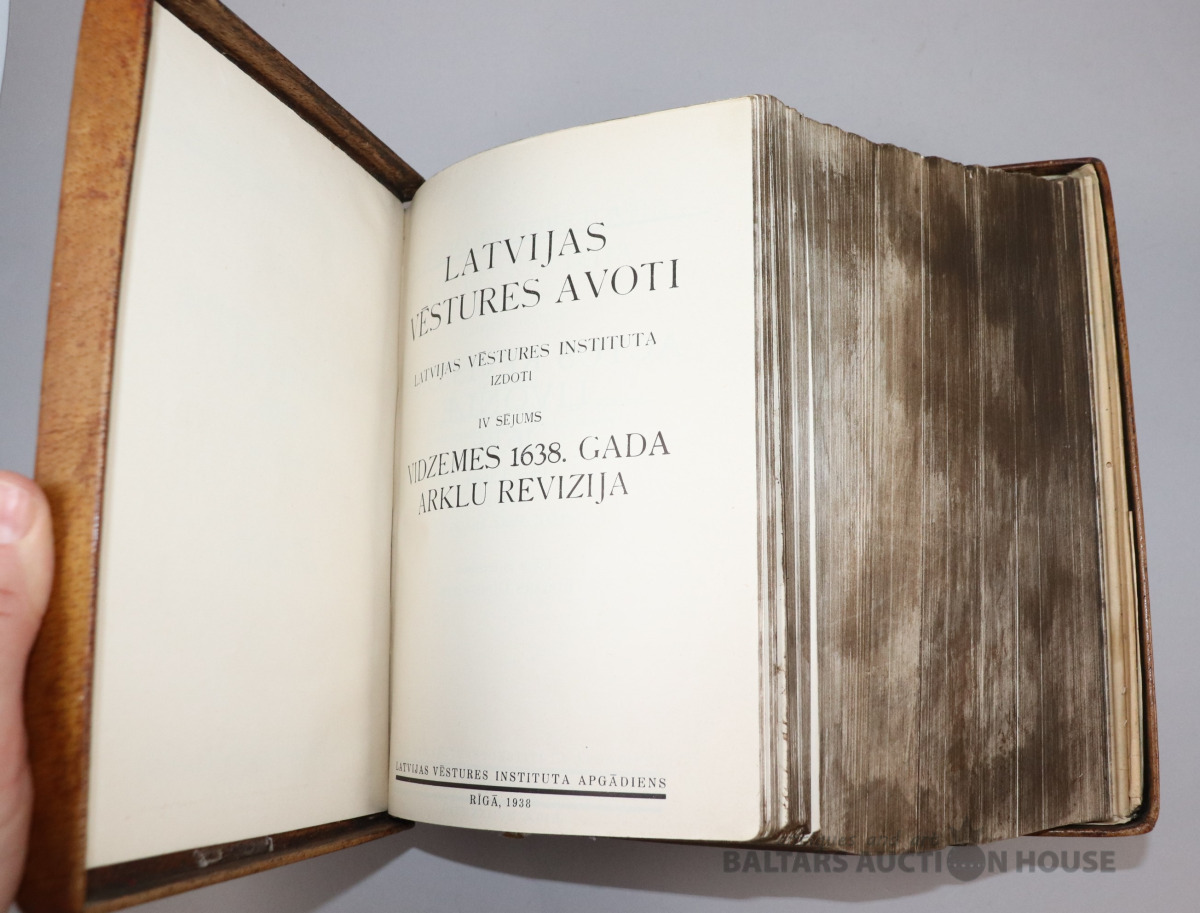 LATVIJAS
VĒSTURES AVOTI
LATVIJAS VĒSTURES INSTITUTA
IZDOTI
IV SĒJUMS
VIDZEMES 1638. GADA
ARKLU REVIZIJA
LATVIJAS VĒSTURES INSTITUTA APGĀDIENS
RĪGĀ, 1938
BALTARS AUCTION HOUSE